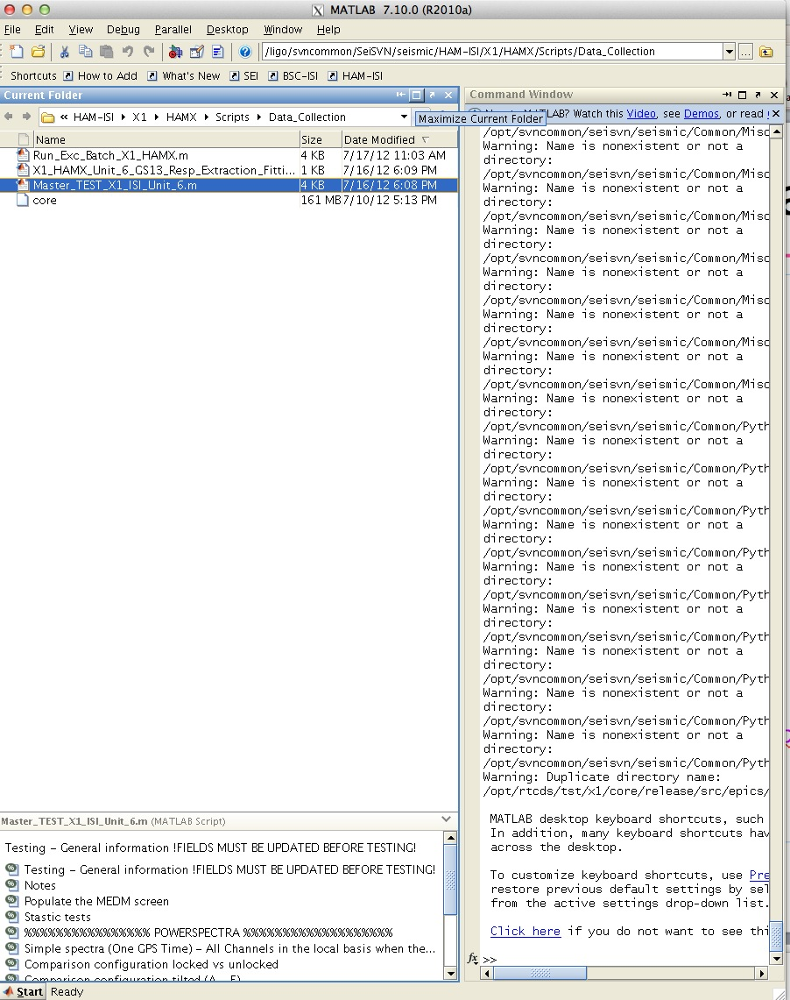 MATLAB 7.10.0 (R2010a)
File Edit View Debug Parallel Desktop Window Help
/ligo/svncommon/SeiSVN/seismic/HAM-ISI/X1/HAMX/Scripts/Data_Collection
Shortcuts How to Add What's New SEI BSC-ISI HAM-ISI
Current Folder
« HAM-ISI X1 HAMX Scripts Data_Collection
Maximize Current Folder
Name Size Date Modified
Run_Exc_Batch_X1_HAMX.m 4 KB 7/17/12 11:03 AM
X1_HAMX_Unit_6_GS13_Resp_Extraction_Fitti... 1 KB 7/16/12 6:09 PM
Master_TEST_X1_ISI_Unit_6.m 4 KB 7/16/12 6:08 PM
core 161 MB 7/10/12 5:13 PM
Master_TEST_X1_ISI_Unit_6.m (MATLAB Script)
Testing – General information !FIELDS MUST BE UPDATED BEFORE TESTING!
Testing – General information !FIELDS MUST BE UPDATED BEFORE TESTING!
Notes
Populate the MEDM screen
Stastic tests
%%%%%%%%%%%%%%%% POWERSPECTRA %%%%%%%%%%%%%%%%%%%
Simple spectra (One GPS Time) – All Channels in the local basis when the...
Comparison configuration locked vs unlocked
Comparison configuration tilted (A... E)
Start Ready
Command Window
LAB? Watch this Video, see Demos, or read
/opt/svncommon/seisvn/seismic/Common/Misc
Warning: Name is nonexistent or not a
directory:
/opt/svncommon/seisvn/seismic/Common/Misc
Warning: Name is nonexistent or not a
directory:
/opt/svncommon/seisvn/seismic/Common/Misc
Warning: Name is nonexistent or not a
directory:
/opt/svncommon/seisvn/seismic/Common/Misc
Warning: Name is nonexistent or not a
directory:
/opt/svncommon/seisvn/seismic/Common/Misc
Warning: Name is nonexistent or not a
directory:
/opt/svncommon/seisvn/seismic/Common/Misc
Warning: Name is nonexistent or not a
directory:
/opt/svncommon/seisvn/seismic/Common/Misc
Warning: Name is nonexistent or not a
directory:
/opt/svncommon/seisvn/seismic/Common/Pyth
Warning: Name is nonexistent or not a
directory:
/opt/svncommon/seisvn/seismic/Common/Pyth
Warning: Name is nonexistent or not a
directory:
/opt/svncommon/seisvn/seismic/Common/Pyth
Warning: Name is nonexistent or not a
directory:
/opt/svncommon/seisvn/seismic/Common/Pyth
Warning: Name is nonexistent or not a
directory:
/opt/svncommon/seisvn/seismic/Common/Pyth
Warning: Name is nonexistent or not a
directory:
/opt/svncommon/seisvn/seismic/Common/Pyth
Warning: Name is nonexistent or not a
directory:
/opt/svncommon/seisvn/seismic/Common/Pyth
Warning: Name is nonexistent or not a
directory:
/opt/svncommon/seisvn/seismic/Common/Pyth
Warning: Name is nonexistent or not a
directory:
/opt/svncommon/seisvn/seismic/Common/Pyth
Warning: Duplicate directory name:
/opt/rtcds/tst/x1/core/release/src/epics/
MATLAB desktop keyboard shortcuts, such
In addition, many keyboard shortcuts hav
across the desktop.
To customize keyboard shortcuts, use Pre
restore previous default settings by sel
from the active settings drop-down list.
Click here if you do not want to see thi
fx >>